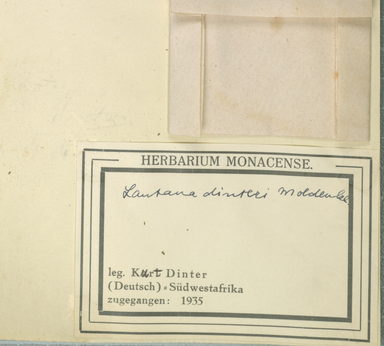 HERBARIUM MONACENSE.
Lantana dinteri Moldenke
leg. Kurt Dinter
(Deutsch) - Südwestafrika
zugegangen: 1935